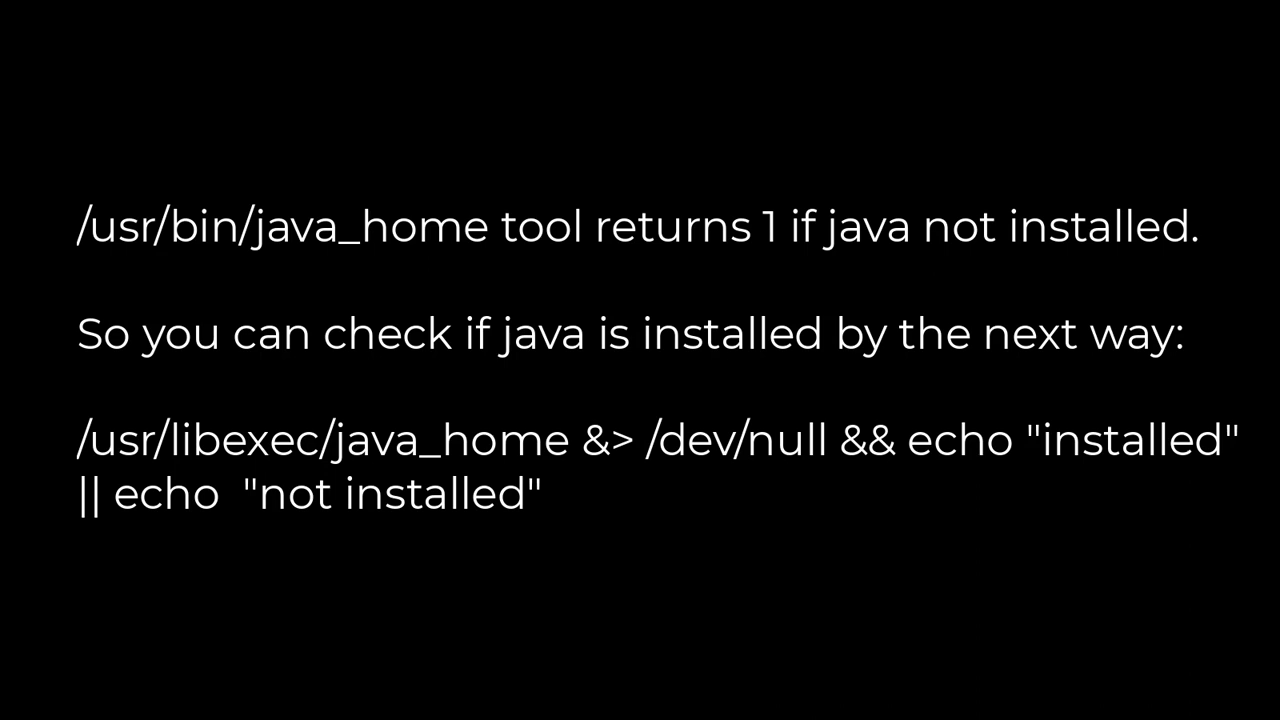 /usr/bin/java_home tool returns 1 if java not installed.
So you can check if java is installed by the next way:
/usr/libexec/java_home &> /dev/null && echo "installed"
|| echo  "not installed"